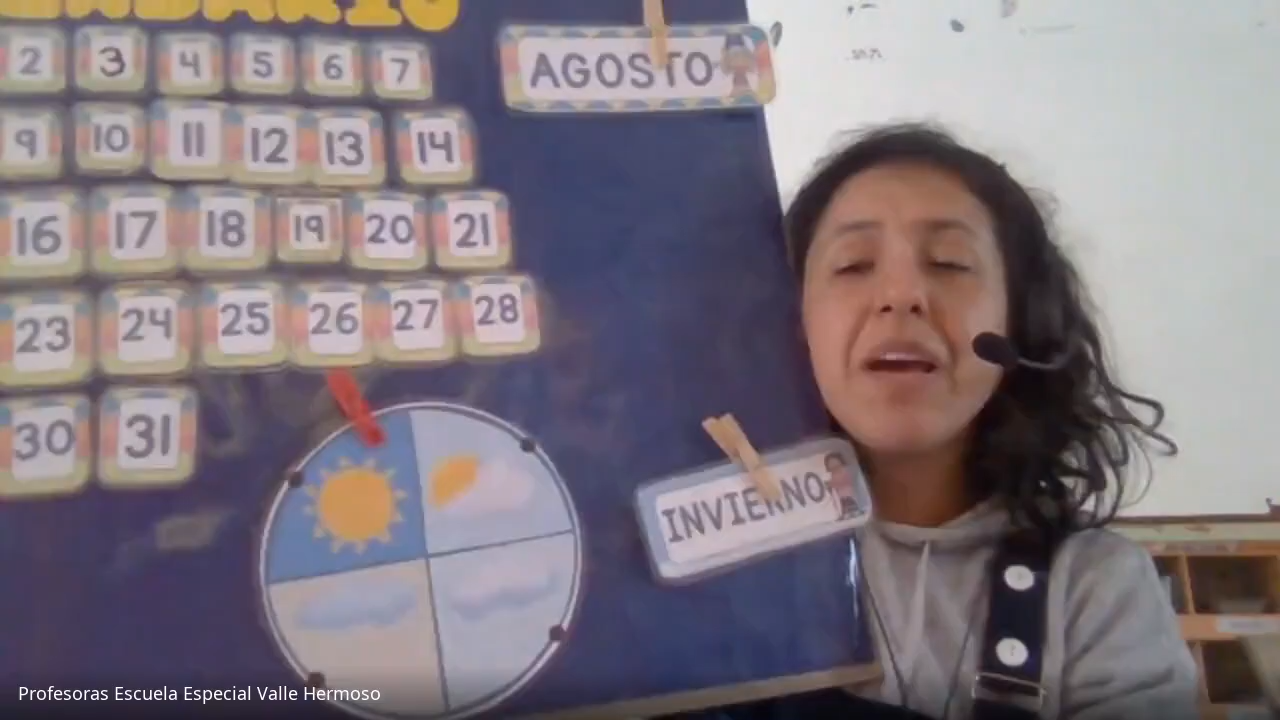 2 3 4 5 6 7
AGOSTO
9 10 11 12 13 14
16 17 18 19 20 21
23 24 25 26 27 28
30 31
INVIERNO
Profesoras Escuela Especial Valle Hermoso